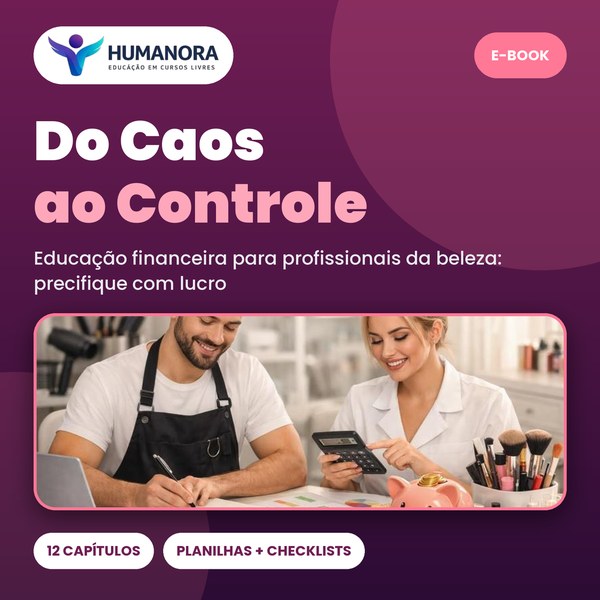 HUMANORA
EDUCAÇÃO EM CURSOS LIVRES
E-BOOK
Do Caos
ao Controle
Educação financeira para profissionais da beleza:
precifique com lucro
12 CAPÍTULOS
PLANILHAS + CHECKLISTS